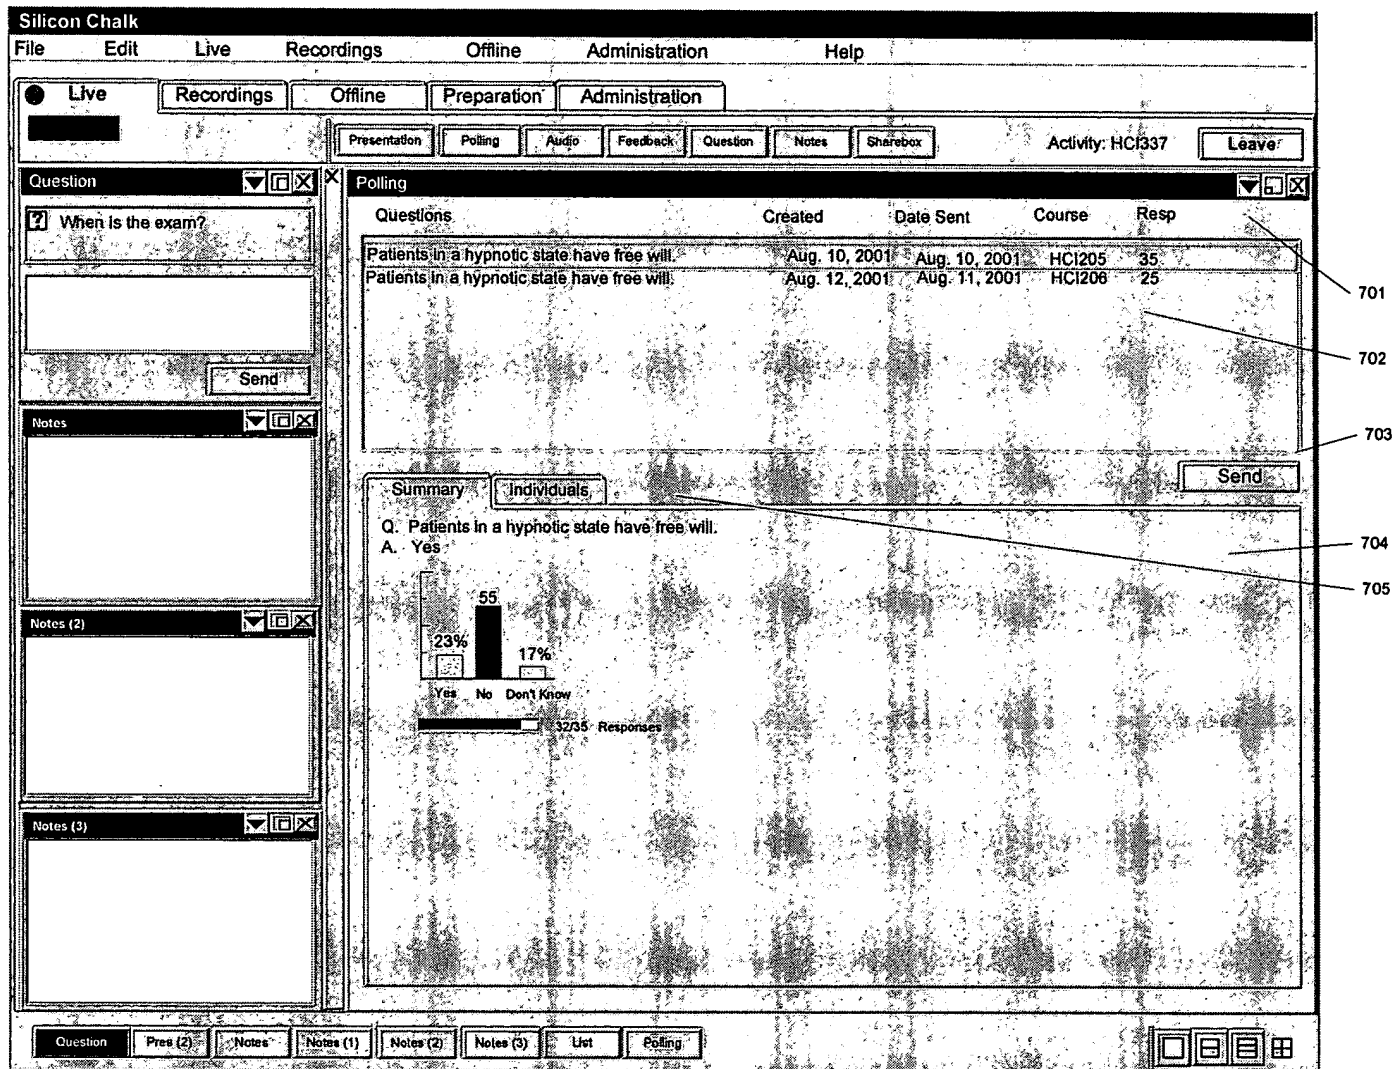 Silicon Chalk
File Edit Live Recordings Offline Administration Help
Live Recordings Offline Preparation Administration
Presentation Polling Audio Feedback Question Notes Sharebox Activity: HCI337 Leave
Question
? When is the exam?
Send
Notes
Notes (2)
Notes (3)
Polling
Questions Created Date Sent Course Resp
Patients in a hypnotic state have free will. Aug. 10, 2001 Aug. 10, 2001 HCI205 35
Patients in a hypnotic state have free will. Aug. 12, 2001 Aug. 11, 2001 HCI206 25
Send
Summary Individuals
Q. Patients in a hypnotic state have free will.
A. Yes
55
23%
17%
Yes No Don't Know
32/35 Responses
701
702
703
704
705
Question Pres (2) Notes Notes (1) Notes (2) Notes (3) List Polling